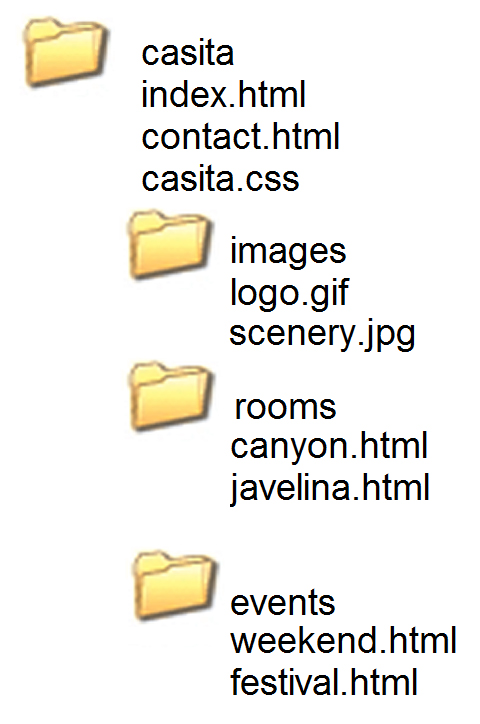 casita
index.html
contact.html
casita.css
images
logo.gif
scenery.jpg
rooms
canyon.html
javelina.html
events
weekend.html
festival.html